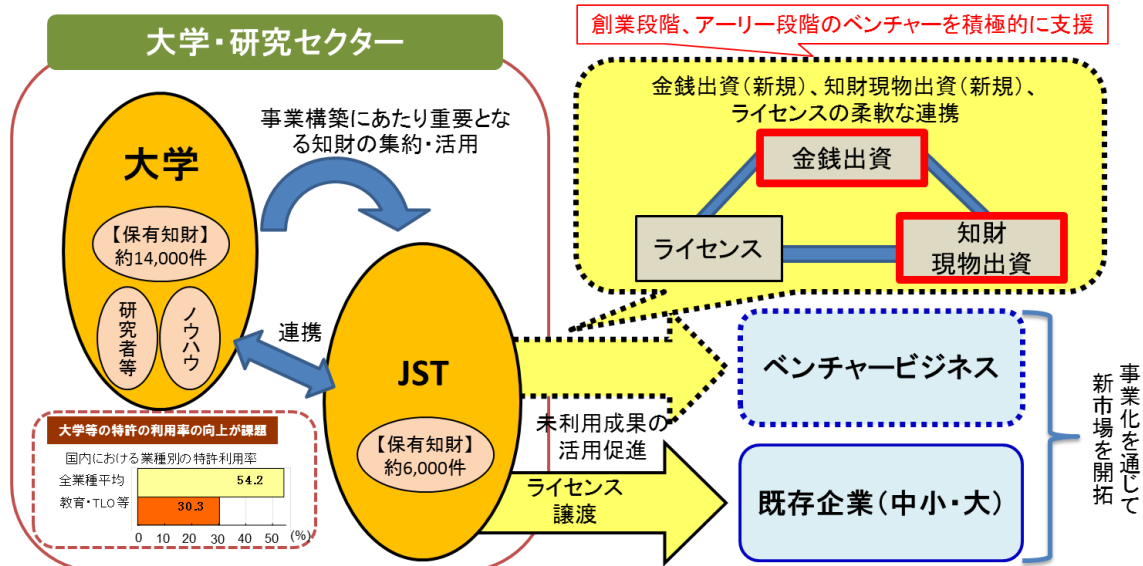 大学・研究セクター
創業段階、アーリー段階のベンチャーを積極的に支援
金銭出資(新規)、知財現物出資(新規)、
ライセンスの柔軟な連携
金銭出資
ライセンス
知財
現物出資
事業構築にあたり重要とな
る知財の集約・活用
大学
【保有知財】
約14,000件
研究者等
ノウハウ
連携
JST
【保有知財】
約6,000件
大学等の特許の利用率の向上が課題
国内における業種別の特許利用率
全業種平均
54.2
教育・TLO等
30.3
0 10 20 30 40 50 (%)
ベンチャービジネス
未利用成果の
活用促進
ライセンス
譲渡
既存企業(中小・大)
事業化を通じて
新市場を開拓